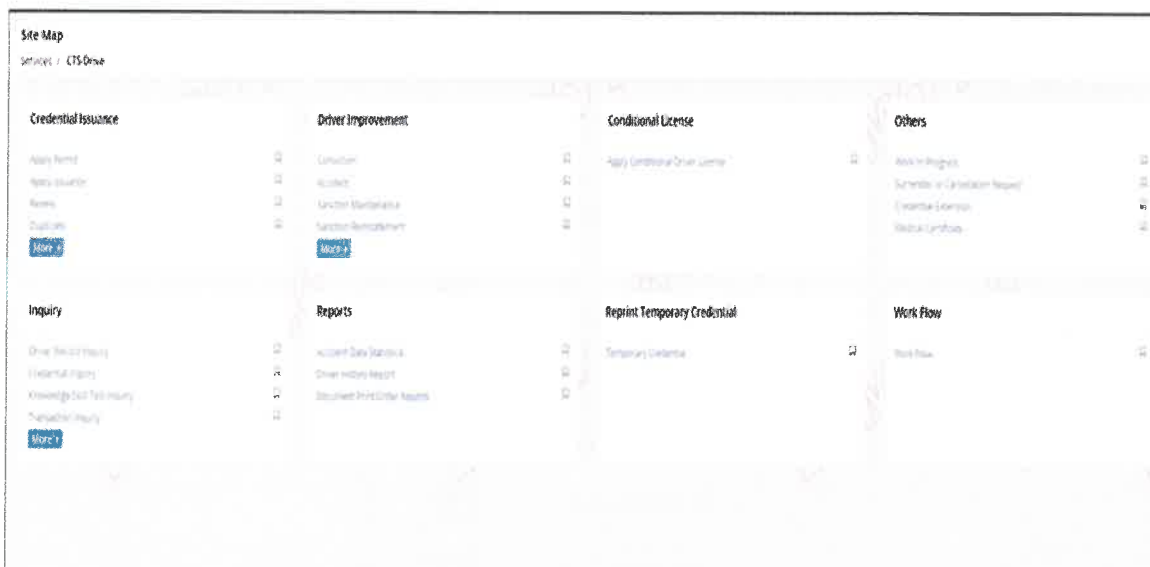 Site Map
Services / CTS-Drive
Credential Issuance
Apply Permit
Apply Issuance
Renew
Duplicate
More +
Driver Improvement
Conviction
Accident
Sanction Maintenance
Sanction Reinstatement
More +
Conditional License
Apply Conditional Driver License
Others
Work In Progress
Surrender or Cancellation Request
Credential Extension
Medical Certificate
Inquiry
Driver Record Inquiry
Credential Inquiry
Knowledge Skill Test Inquiry
Transaction Inquiry
More +
Reports
Accident Data Statistics
Driver History Report
Document Print Order Reports
Reprint Temporary Credential
Temporary Credential
Work Flow
Work Flow